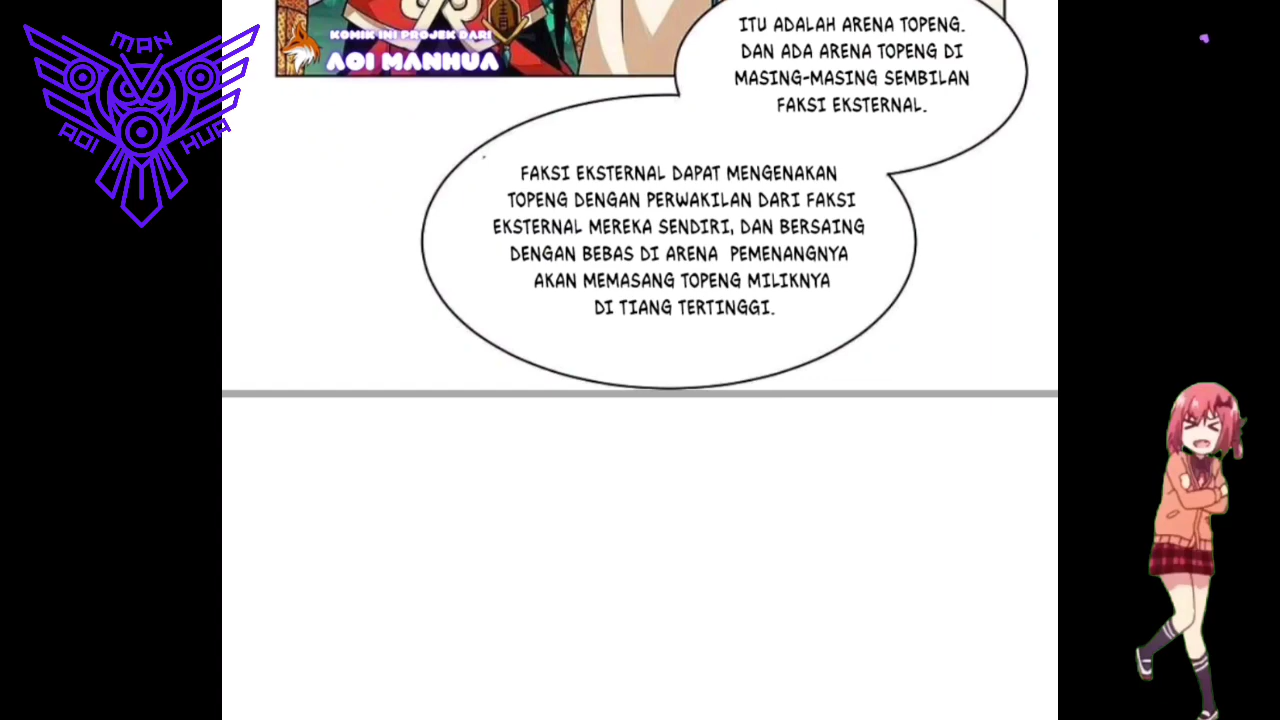 MAN
AOI HUA
KOMIK INI PROJEK DARI
AOI MANHUA
ITU ADALAH ARENA TOPENG.
DAN ADA ARENA TOPENG DI
MASING-MASING SEMBILAN
FAKSI EKSTERNAL.
FAKSI EKSTERNAL DAPAT MENGENAKAN
TOPENG DENGAN PERWAKILAN DARI FAKSI
EKSTERNAL MEREKA SENDIRI, DAN BERSAING
DENGAN BEBAS DI ARENA PEMENANGNYA
AKAN MEMASANG TOPENG MILIKNYA
DI TIANG TERTINGGI.